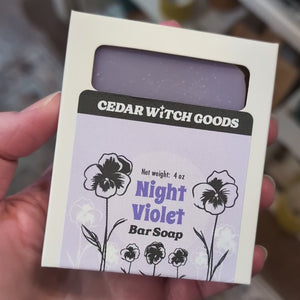 CEDAR WiTCH GOODS
Net weight: 4 oz
Night
Violet
Bar Soap